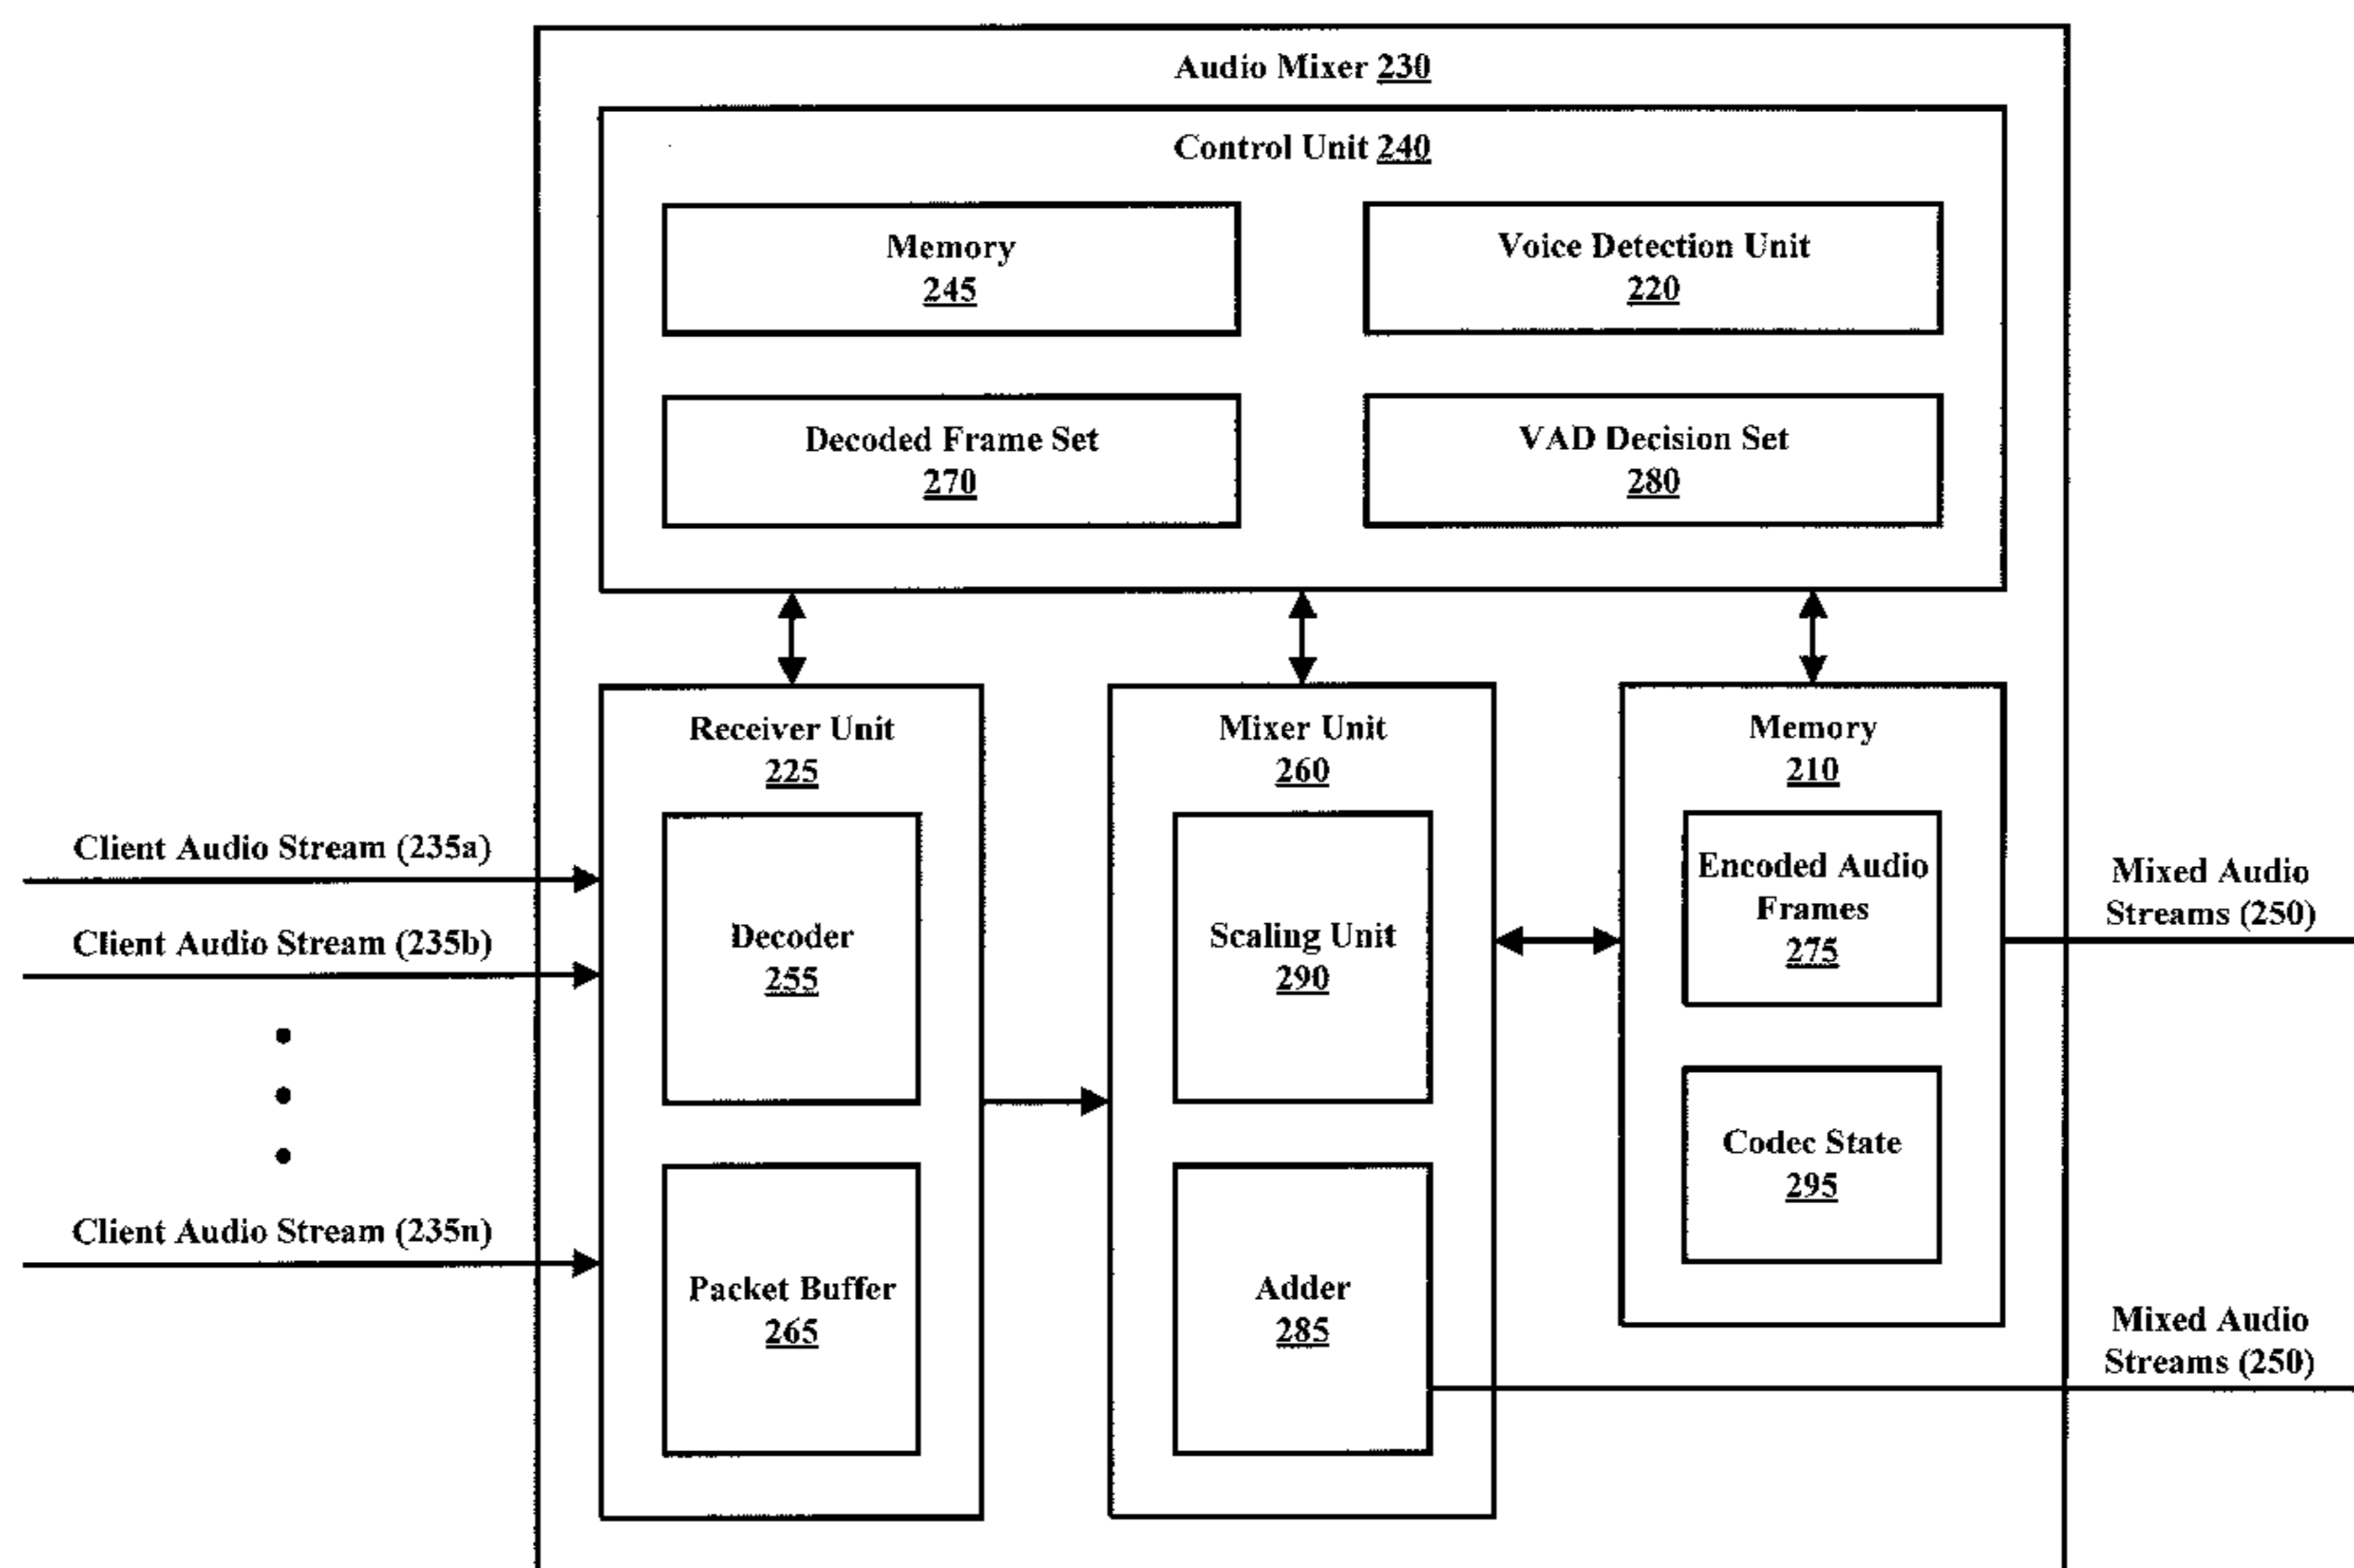 Audio Mixer 230
Control Unit 240
Memory
245
Voice Detection Unit
220
Decoded Frame Set
270
VAD Decision Set
280
Receiver Unit
225
Decoder
255
Packet Buffer
265
Mixer Unit
260
Scaling Unit
290
Adder
285
Memory
210
Encoded Audio
Frames
275
Codec State
295
Client Audio Stream (235a)
Client Audio Stream (235b)
Client Audio Stream (235n)
Mixed Audio
Streams (250)
Mixed Audio
Streams (250)